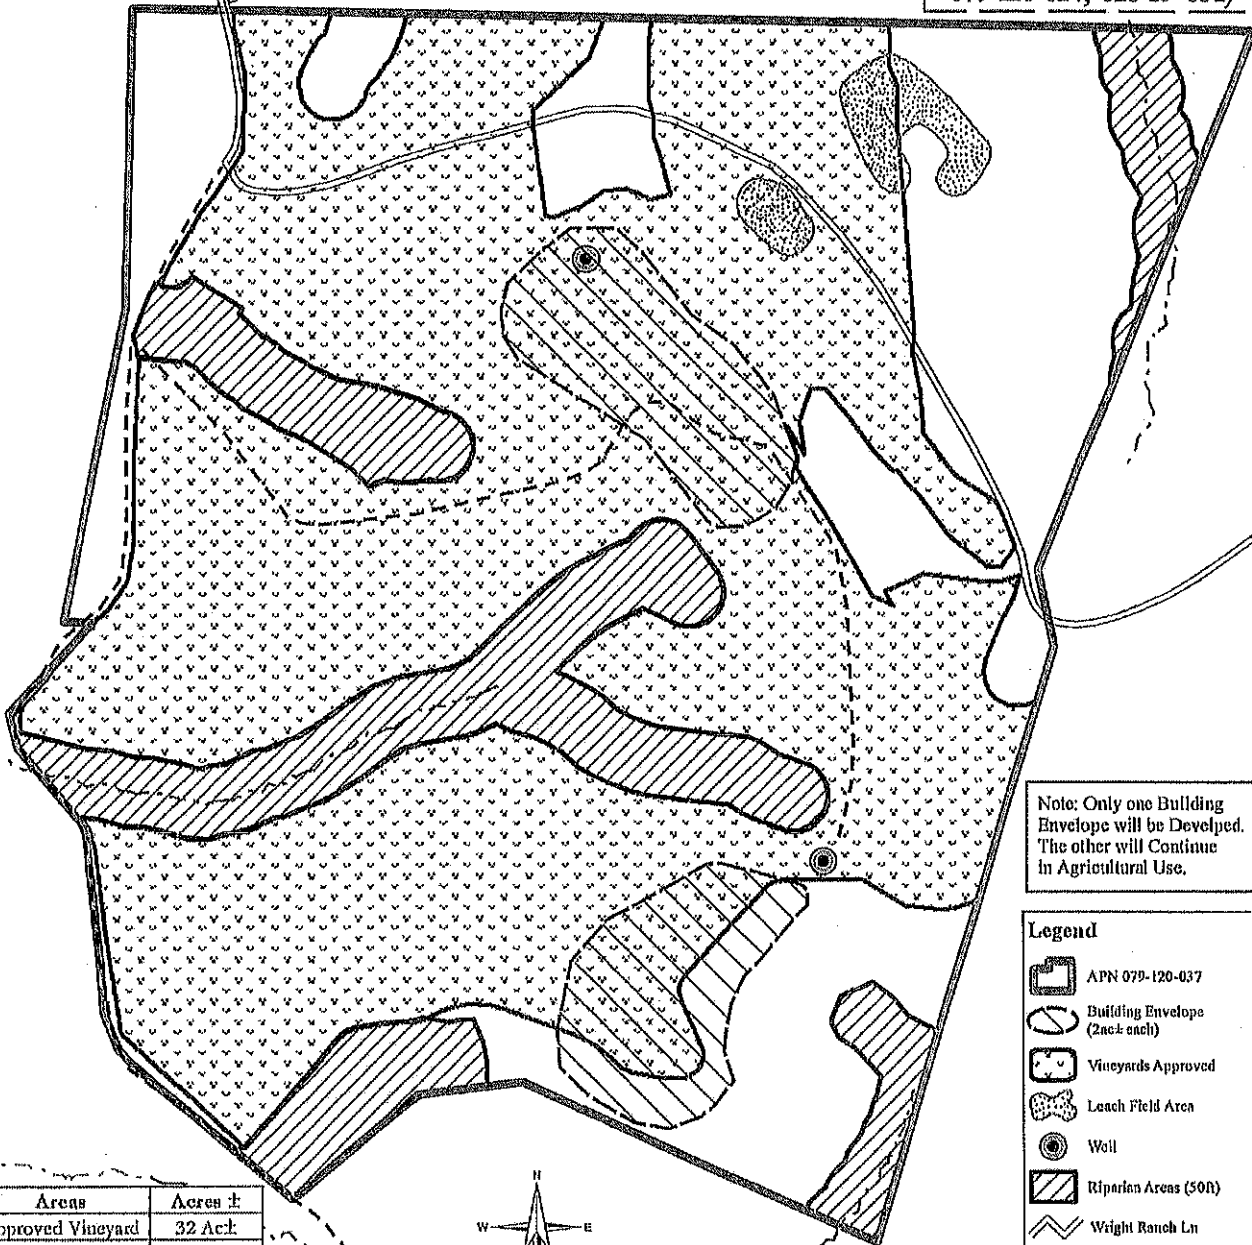 Note: Only one Building
Envelope will be Develped.
The other will Continue
in Agricultural Use.
Legend
APN 079-120-037
Building Envelope
(2ac± each)
Vineyards Approved
Leach Field Area
Well
Riparian Areas (50ft)
Wright Ranch Ln
Areas Acres ±
pproved Vineyard 32 Ac±
N
W E